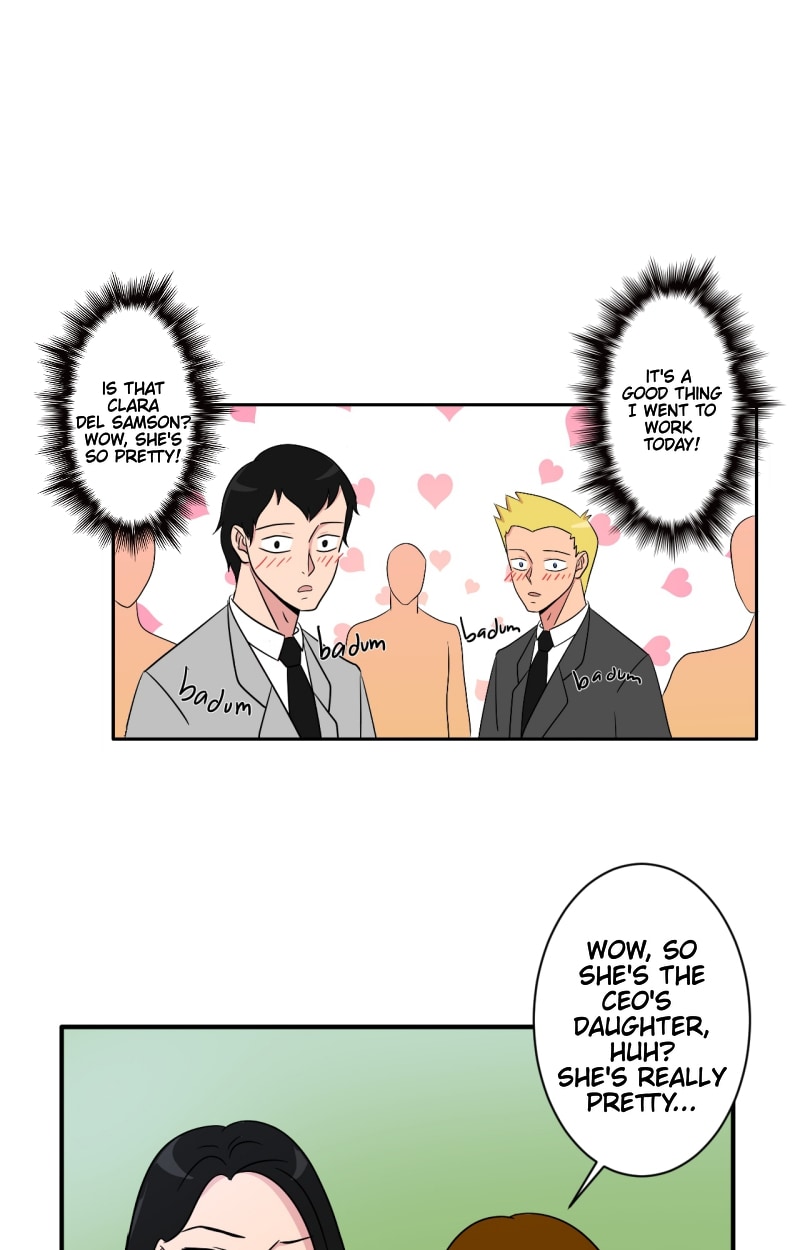 IS THAT
CLARA
DEL SAMSON?
WOW, SHE'S
SO PRETTY!
IT'S A
GOOD THING
I WENT TO
WORK
TODAY!
badum
badum
badum
badum
WOW, SO
SHE'S THE
CEO'S
DAUGHTER,
HUH?
SHE'S REALLY
PRETTY...